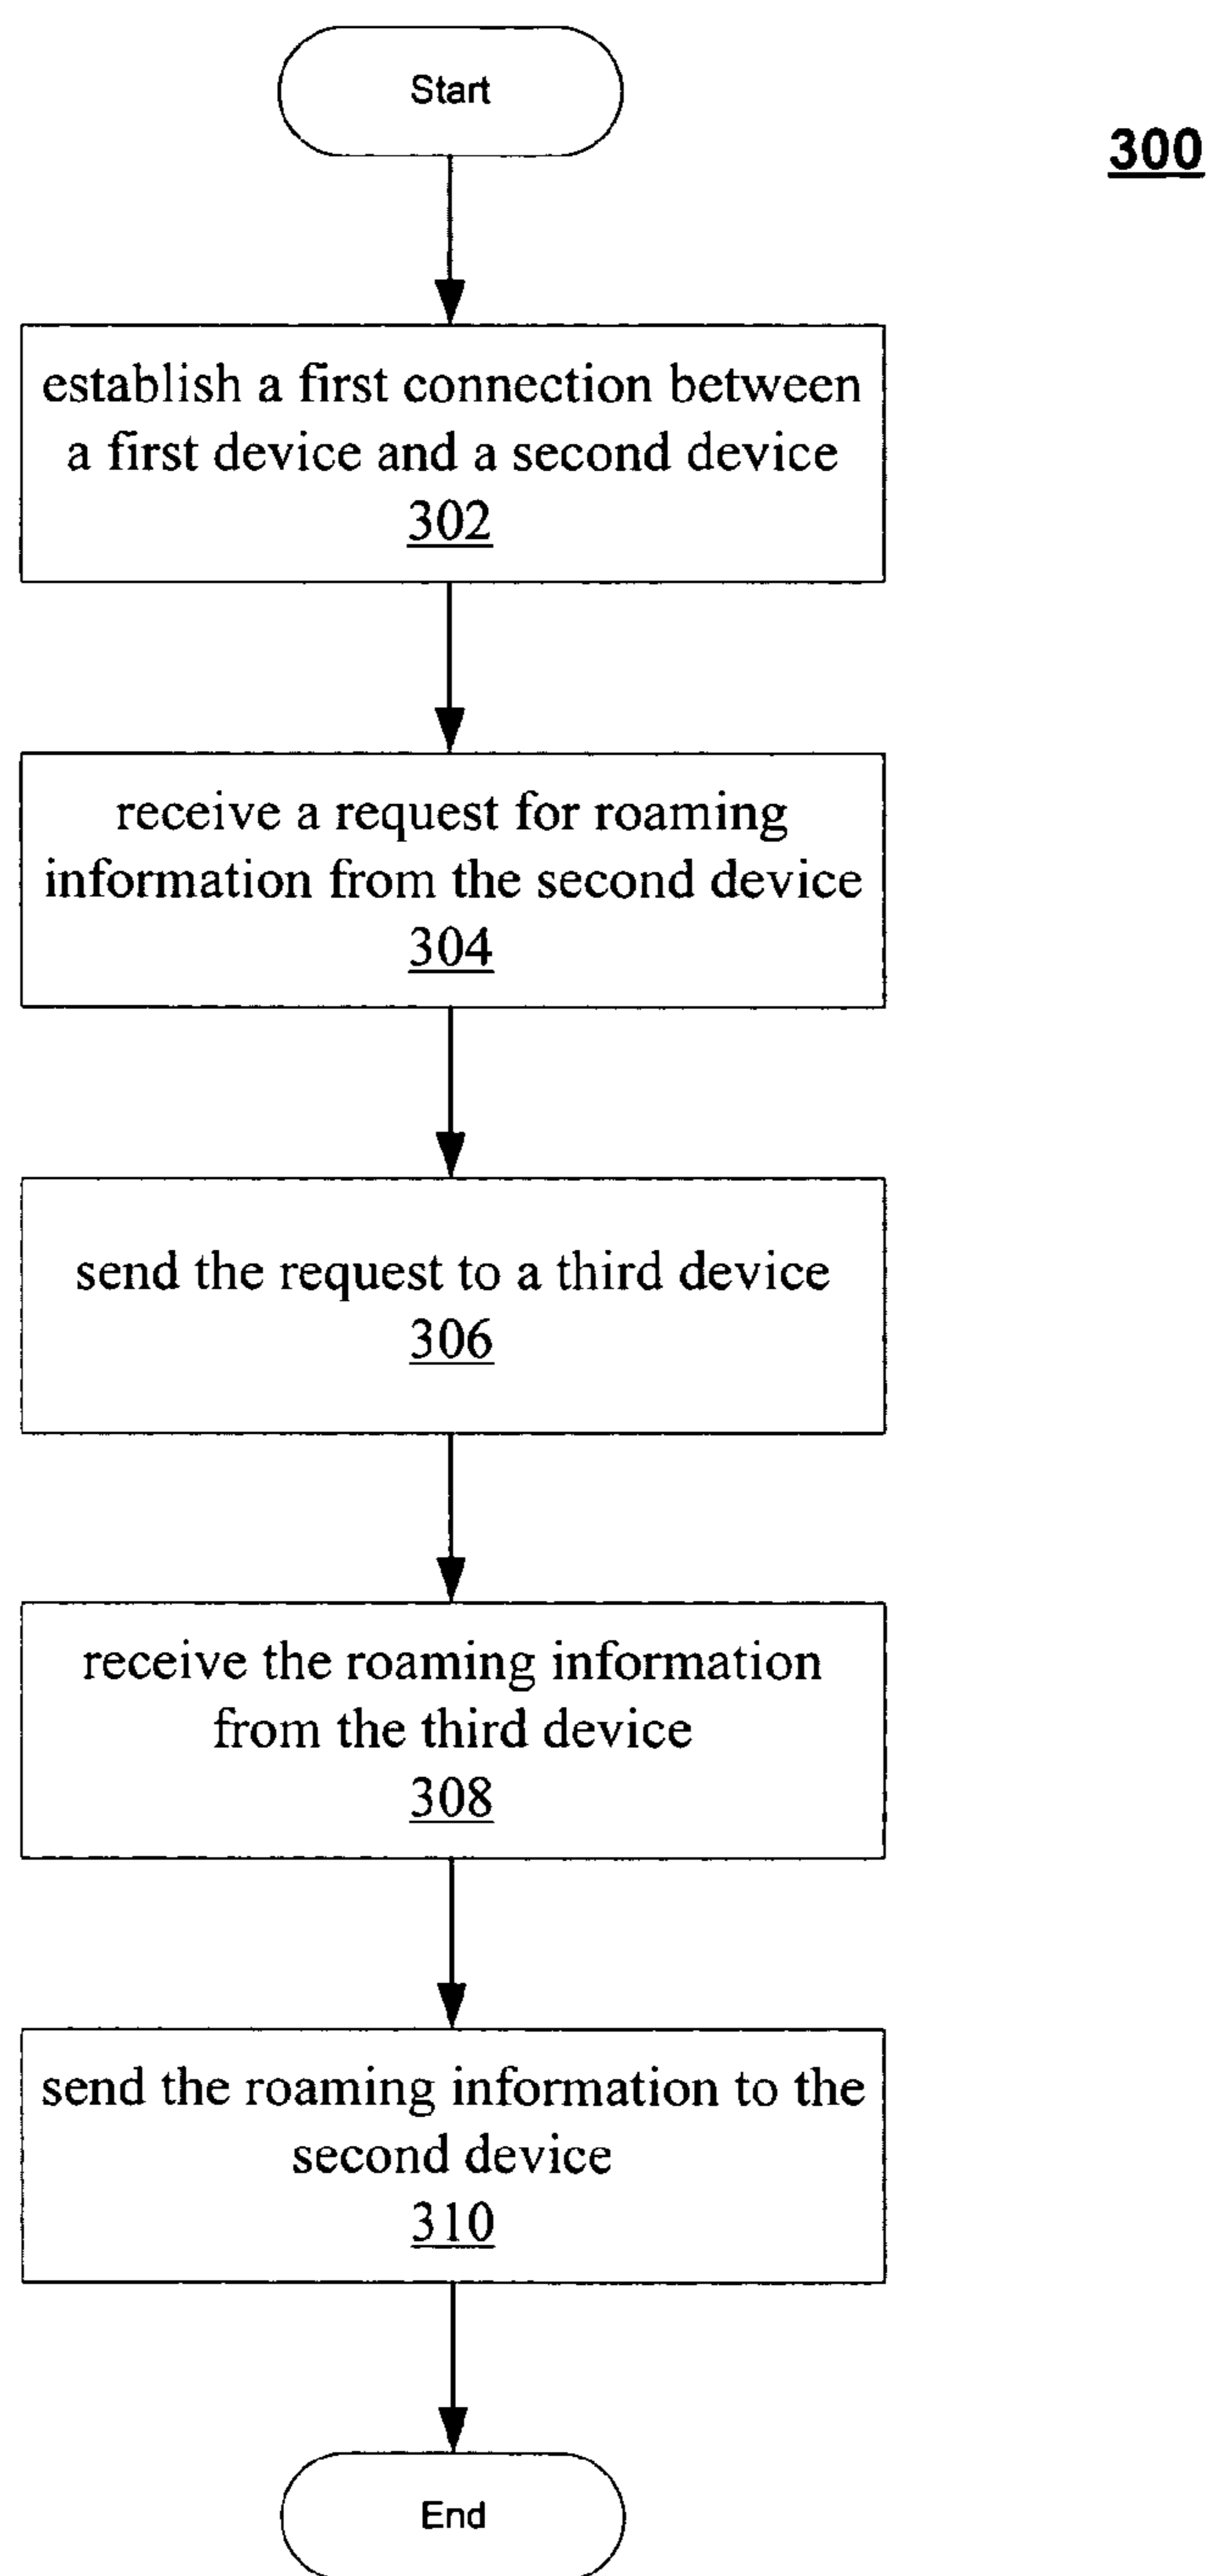 Start
300
establish a first connection between
a first device and a second device
302
receive a request for roaming
information from the second device
304
send the request to a third device
306
receive the roaming information
from the third device
308
send the roaming information to the
second device
310
End